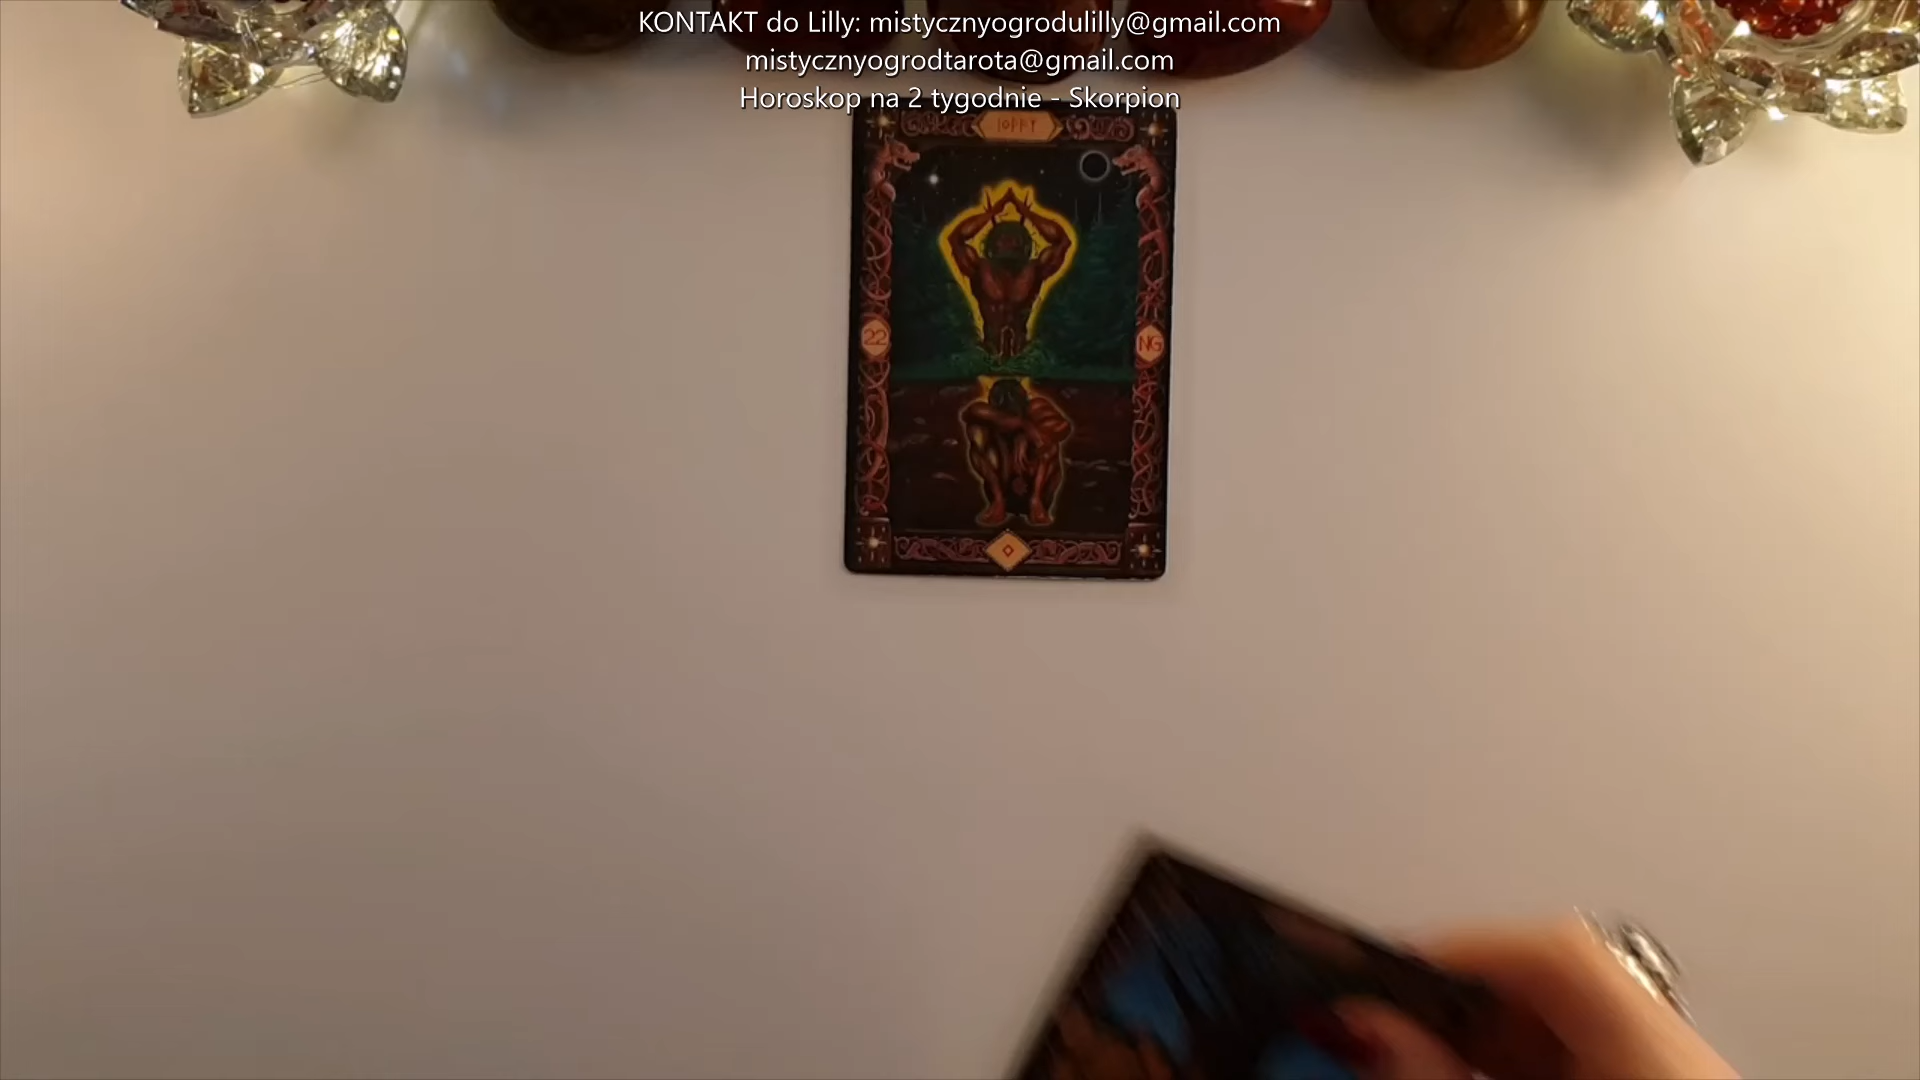 KONTAKT do Lilly: mistycznyogrodulilly@gmail.com
mistycznyogrodtarota@gmail.com
Horoskop na 2 tygodnie - Skorpion
22
NG